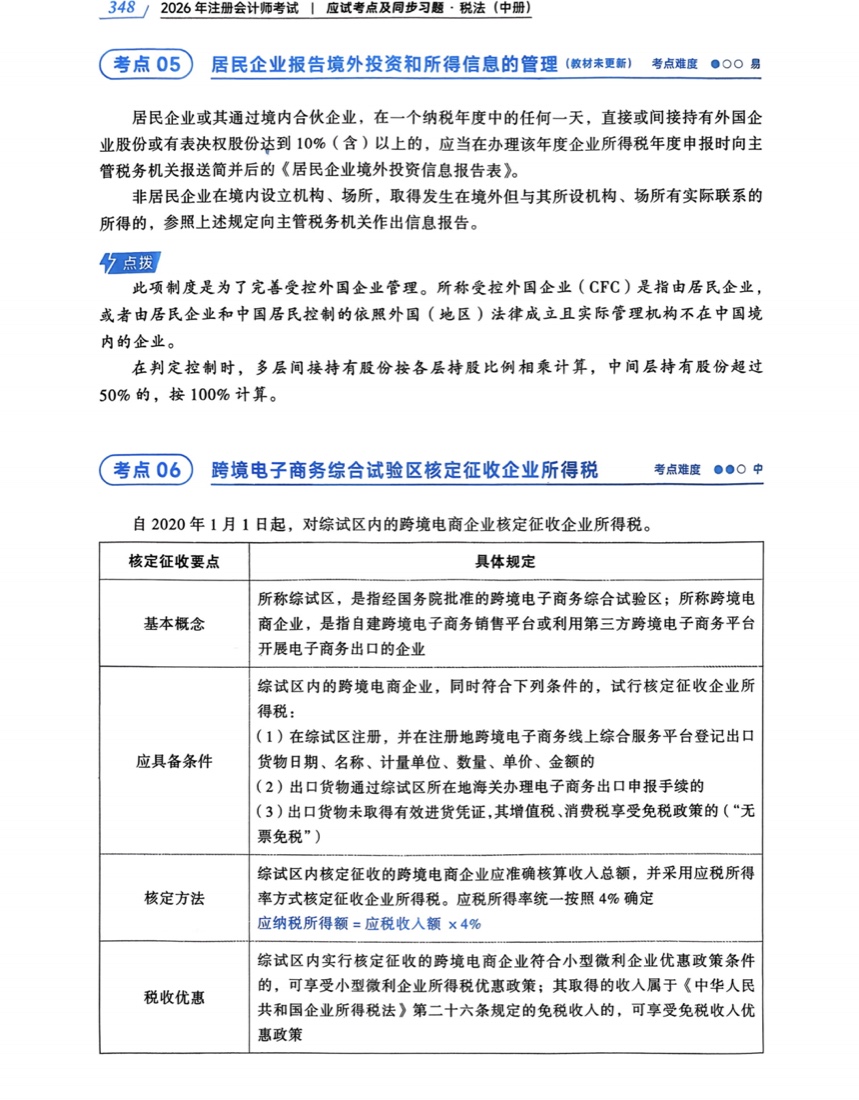 348 / 2026年注册会计师考试 | 应试考点及同步习题·税法（中册）
考点 05 居民企业报告境外投资和所得信息的管理（教材未更新） 考点难度 ●○○ 易
居民企业或其通过境内合伙企业，在一个纳税年度中的任何一天，直接或间接持有外国企
业股份或有表决权股份达到 10%（含）以上的，应当在办理该年度企业所得税年度申报时向主
管税务机关报送简并后的《居民企业境外投资信息报告表》。
非居民企业在境内设立机构、场所，取得发生在境外但与其所设机构、场所有实际联系的
所得的，参照上述规定向主管税务机关作出信息报告。
点拨
此项制度是为了完善受控外国企业管理。所称受控外国企业（CFC）是指由居民企业，
或者由居民企业和中国居民控制的依照外国（地区）法律成立且实际管理机构不在中国境
内的企业。
在判定控制时，多层间接持有股份按各层持股比例相乘计算，中间层持有股份超过
50% 的，按 100% 计算。
考点 06 跨境电子商务综合试验区核定征收企业所得税 考点难度 ●●○ 中
自 2020 年 1 月 1 日起，对综试区内的跨境电商企业核定征收企业所得税。
核定征收要点 具体规定
基本概念
所称综试区，是指经国务院批准的跨境电子商务综合试验区；所称跨境电
商企业，是指自建跨境电子商务销售平台或利用第三方跨境电子商务平台
开展电子商务出口的企业
应具备条件
综试区内的跨境电商企业，同时符合下列条件的，试行核定征收企业所
得税：
（1）在综试区注册，并在注册地跨境电子商务线上综合服务平台登记出口
货物日期、名称、计量单位、数量、单价、金额的
（2）出口货物通过综试区所在地海关办理电子商务出口申报手续的
（3）出口货物未取得有效进货凭证，其增值税、消费税享受免税政策的（“无
票免税”）
核定方法
综试区内核定征收的跨境电商企业应准确核算收入总额，并采用应税所得
率方式核定征收企业所得税。应税所得率统一按照 4% 确定
应纳税所得额 = 应税收入额 ×4%
税收优惠
综试区内实行核定征收的跨境电商企业符合小型微利企业优惠政策条件
的，可享受小型微利企业所得税优惠政策；其取得的收入属于《中华人民
共和国企业所得税法》第二十六条规定的免税收入的，可享受免税收入优
惠政策